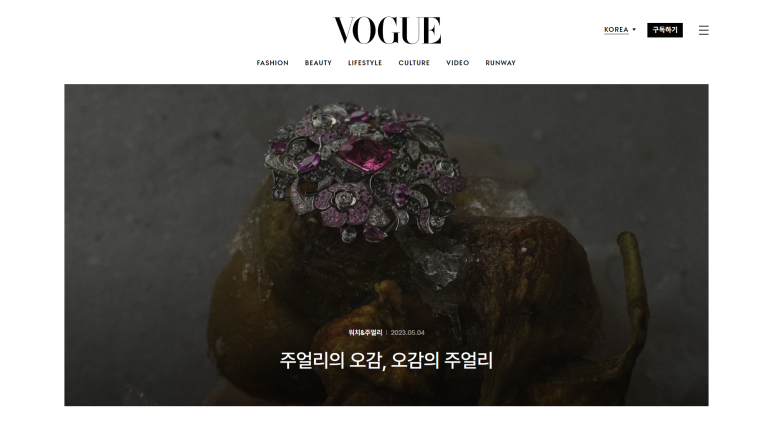 VOGUE
KOREA
구독하기
FASHION BEAUTY LIFESTYLE CULTURE VIDEO RUNWAY
워치&주얼리 | 2023.05.04
주얼리의 오감, 오감의 주얼리